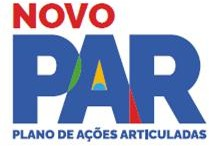 NOVO
PAR
PLANO DE AÇÕES ARTICULADAS